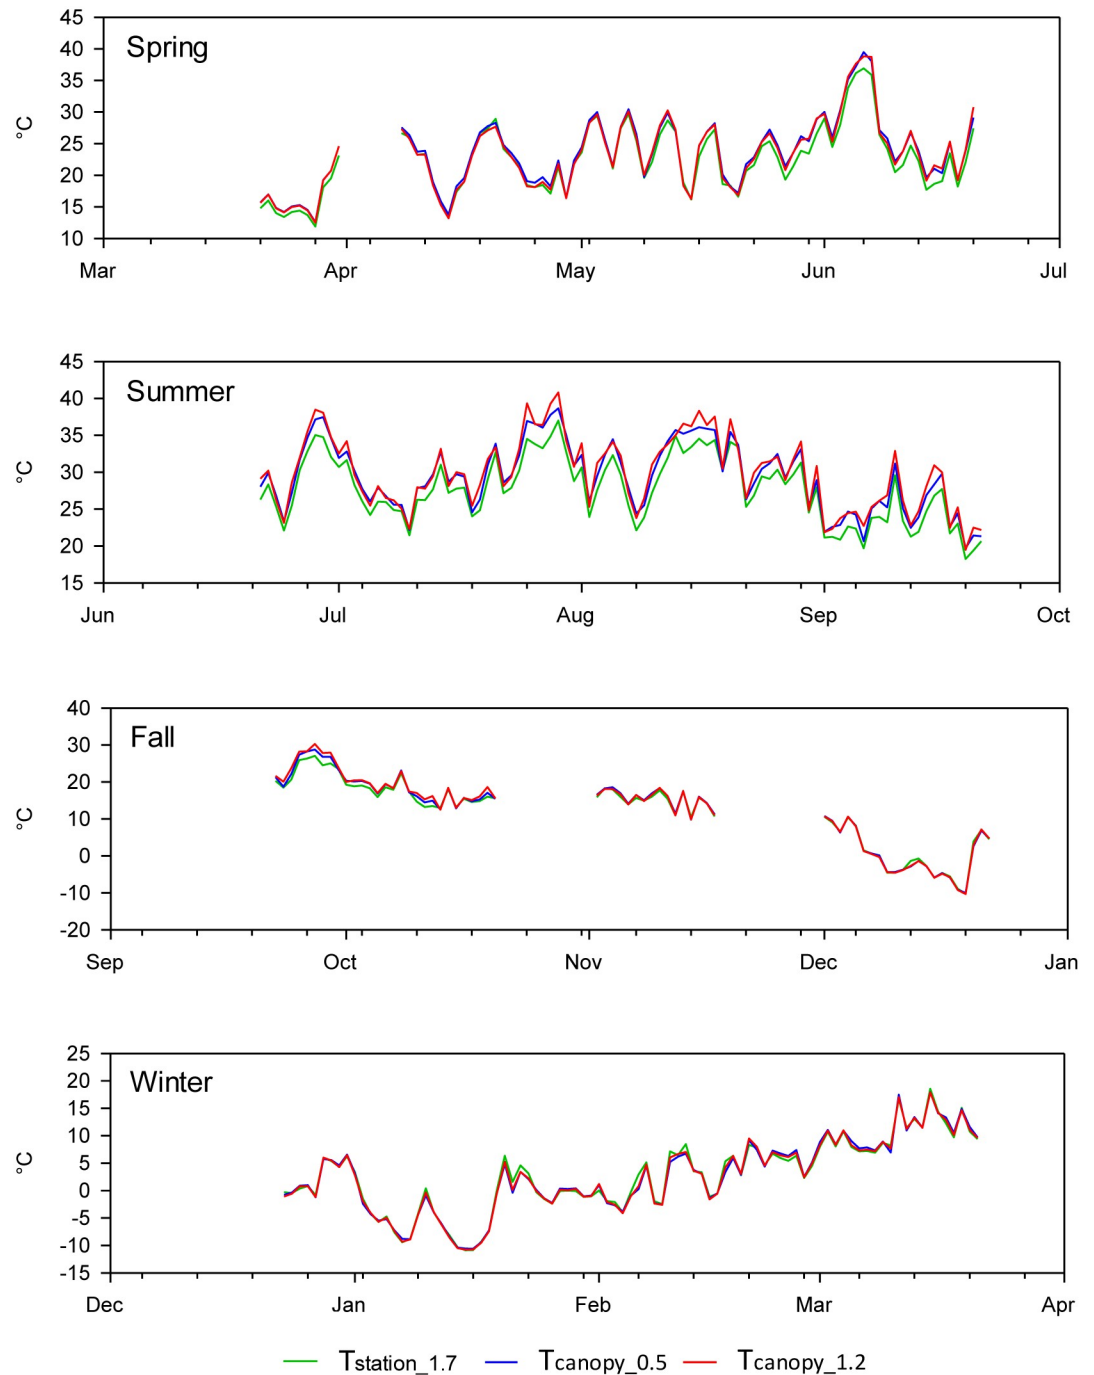 Spring
°C
45
40
35
30
25
20
15
10
Mar Apr May Jun Jul
Summer
°C
45
40
35
30
25
20
15
Jun Jul Aug Sep Oct
Fall
°C
40
30
20
10
0
-10
-20
Sep Oct Nov Dec Jan
Winter
°C
25
20
15
10
5
0
-5
-10
-15
Dec Jan Feb Mar Apr
Tstation_1.7 Tcanopy_0.5 Tcanopy_1.2